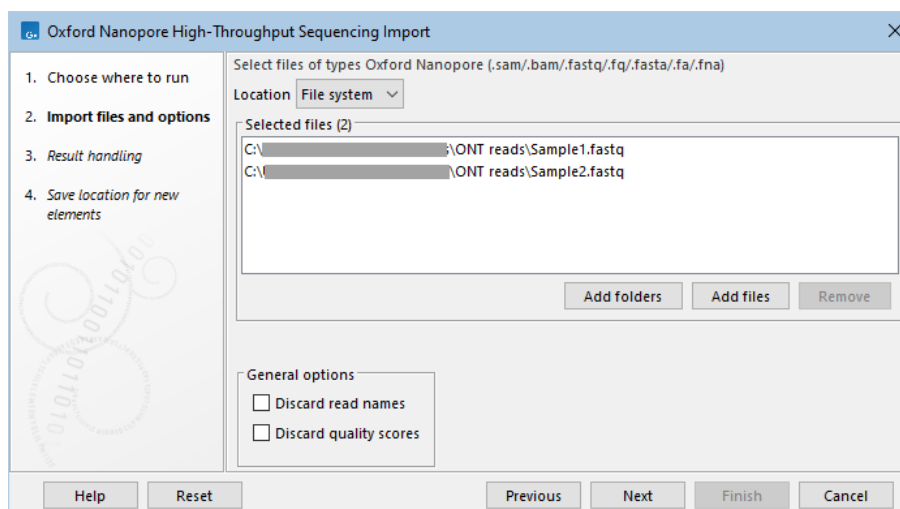 Oxford Nanopore High-Throughput Sequencing Import
1. Choose where to run
2. Import files and options
3. Result handling
4. Save location for new
elements
Select files of types Oxford Nanopore (.sam/.bam/.fastq/.fq/.fasta/.fa/.fna)
Location File system
Selected files (2)
C:\ \ONT reads\Sample1.fastq
C:\ \ONT reads\Sample2.fastq
Add folders Add files Remove
General options
Discard read names
Discard quality scores
Help Reset Previous Next Finish Cancel